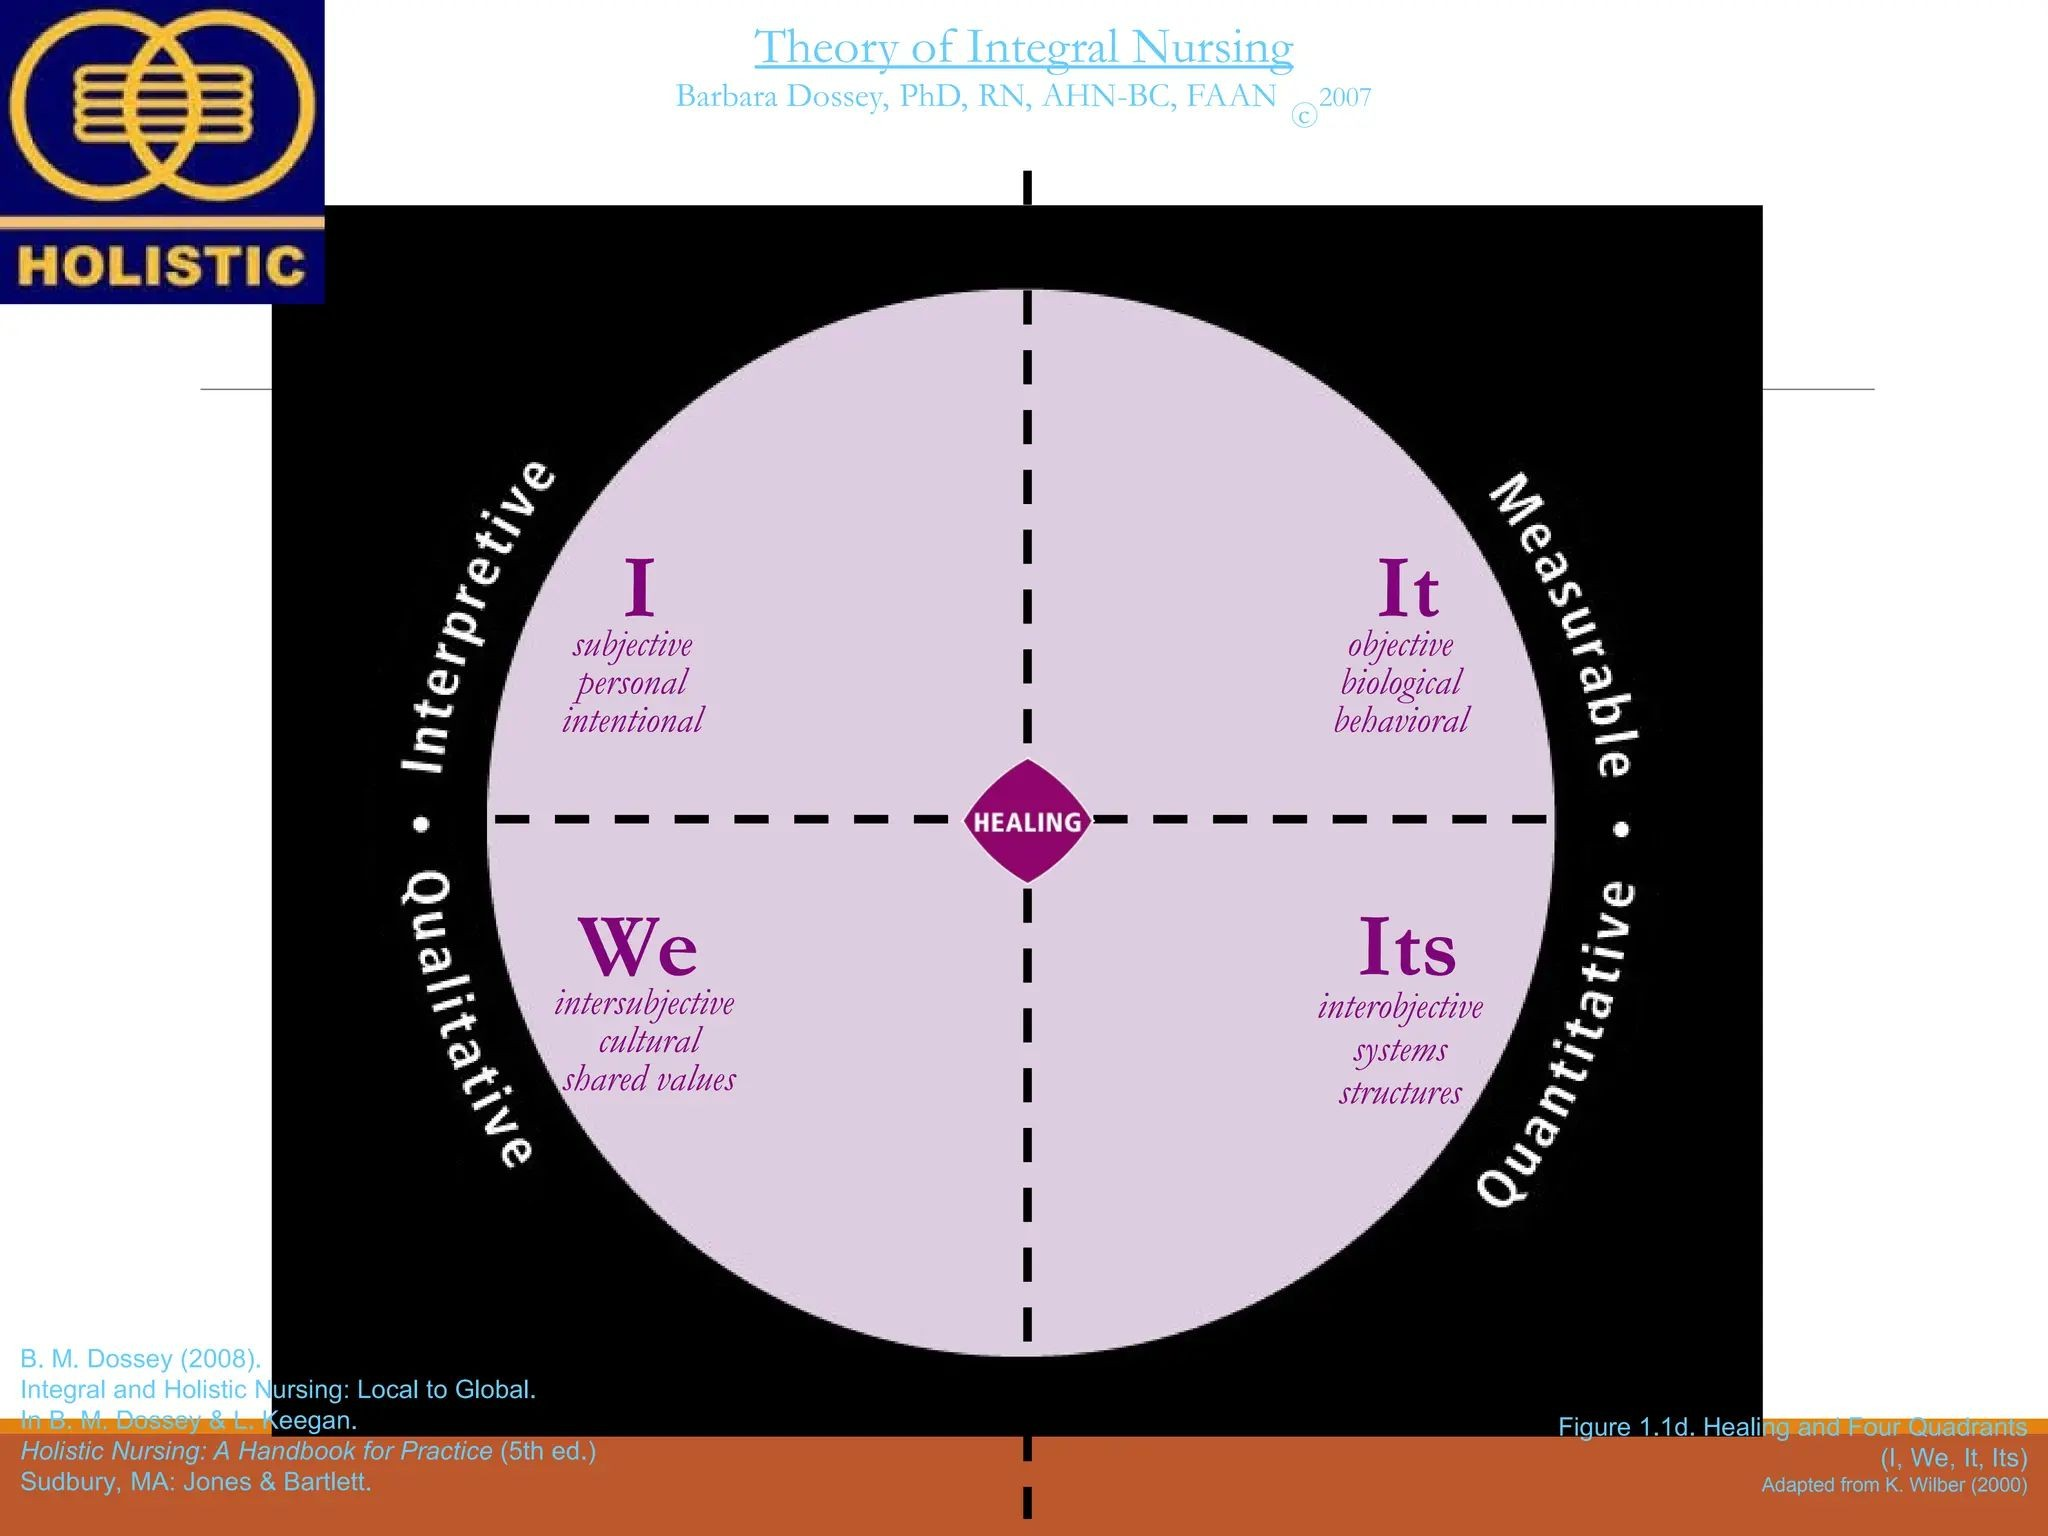 HOLISTIC
Theory of Integral Nursing
Barbara Dossey, PhD, RN, AHN-BC, FAAN ⓒ2007
Qualitative • Interpretive
Measurable • Quantitative
I
subjective
personal
intentional
It
objective
biological
behavioral
HEALING
We
intersubjective
cultural
shared values
Its
interobjective
systems
structures
B. M. Dossey (2008).
Integral and Holistic Nursing: Local to Global.
In B. M. Dossey & L. Keegan.
Holistic Nursing: A Handbook for Practice (5th ed.)
Sudbury, MA: Jones & Bartlett.
Figure 1.1d. Healing and Four Quadrants
(I, We, It, Its)
Adapted from K. Wilber (2000)